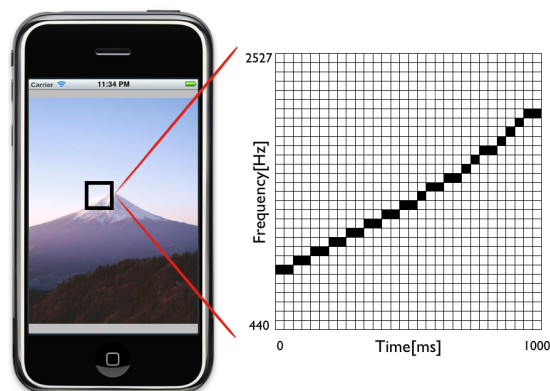 Carrier 11:34 PM
2527
Frequency[Hz]
440
0 Time[ms] 1000